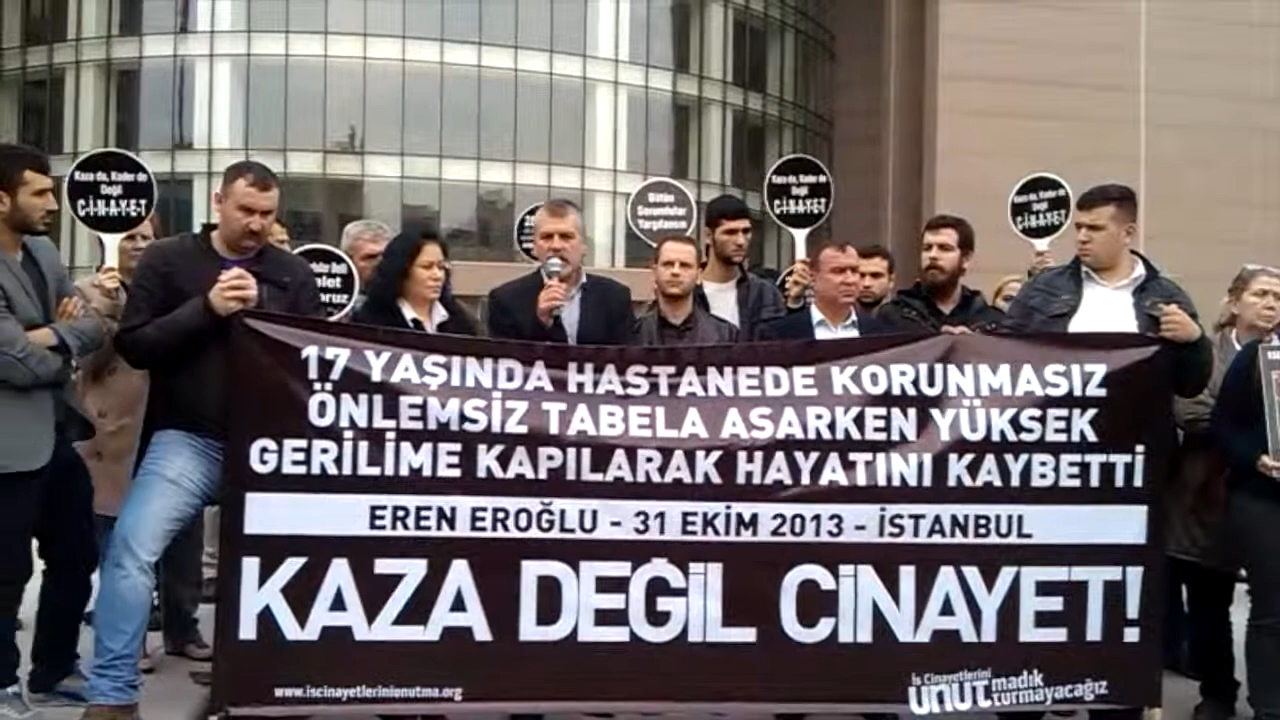 Kaza da, Kader de
Değil
CİNAYET
Bütün
Sorumlular
Yargılansın
Kaza da, Kader de
Değil
CİNAYET
Kaza da, Kader de
Değil
CİNAYET
17 YAŞINDA HASTANEDE KORUNMASIZ
ÖNLEMSİZ TABELA ASARKEN YÜKSEK
GERİLİME KAPILARAK HAYATINI KAYBETTİ
EREN EROĞLU - 31 EKİM 2013 - İSTANBUL
KAZA DEĞİL CİNAYET!
www.iscinayetleriniunutma.org
İş Cinayetlerini
unutmadık
unutturmayacağız